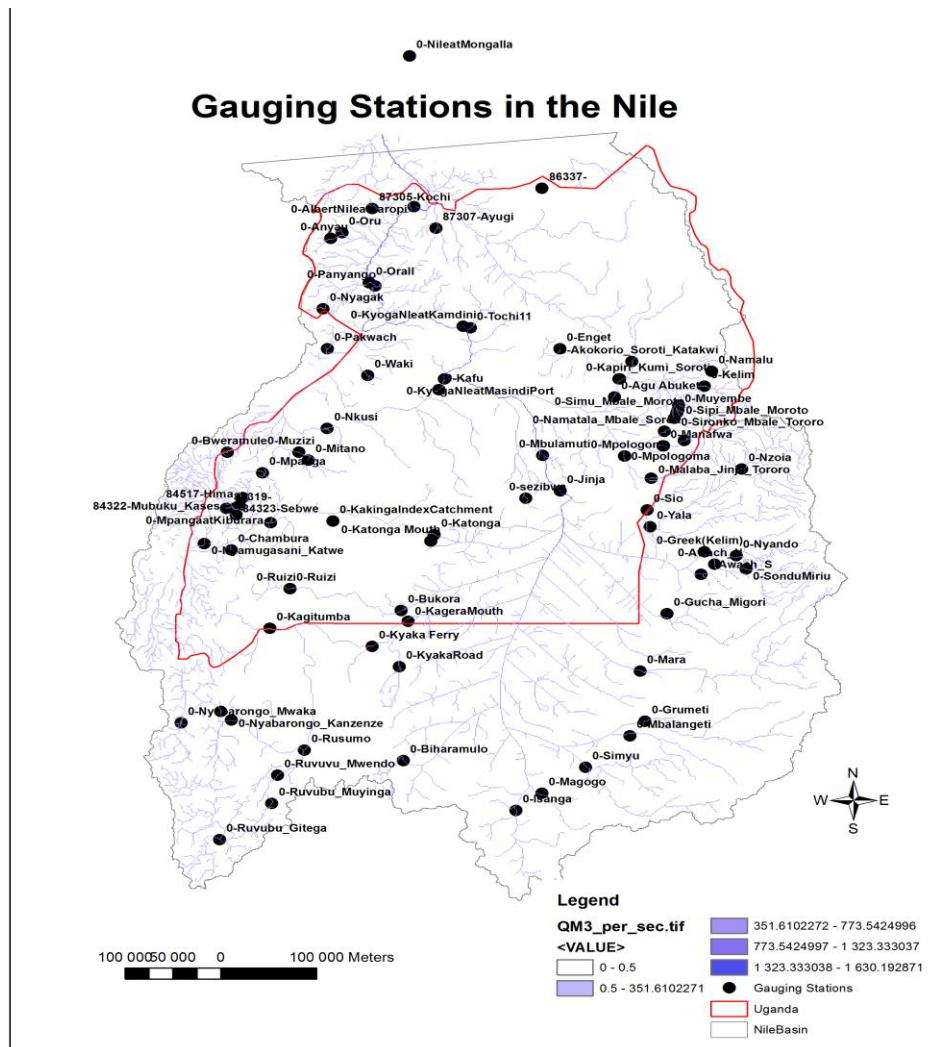 0-NileatMongalla
Gauging Stations in the Nile
86337-
87305-Kochi
0-AlbertNileatLaropi
0-Oru
0-Anyau
87307-Ayugi
0-Panyango
0-Orall
0-Nyagak
0-KyogaNleatKamdini
0-Tochi11
0-Pakwach
0-Enget
-Akokorio_Soroti_Katakwi
0-Namalu
0-Waki
0-Kafu
0-Kapiri_Kumi_Soroti
0-Kelim
0-KyogaNleatMasindiPort
0-Agu Abuket
0-Muyembe
0-Simu_Mbale_Moroto
0-Sipi_Mbale_Moroto
0-Nkusi
0-Namatala_Mbale_Soroti
0-Sironko_Mbale_Tororo
0-Manafwa
0-Bweramule
0-Muzizi
0-Mitano
0-Mbulamuti
0-Mpologoma
0-Mpologoma
0-Nzoia
0-Mpanga
0-Malaba_Jinja_Tororo
84517-Hima
319-
0-sezibwa
0-Jinja
84322-Mubuku_Kasese
84323-Sebwe
0-Sio
0-MpangaatKiburara
0-KakingaIndexCatchment
0-Katonga
0-Katonga Mouth
0-Yala
0-Chambura
0-Nyamugasani_Katwe
0-Greek(Kelim)
0-Nyando
0-Awach_N
Awach_S
0-SonduMiriu
0-Ruizi
0-Ruizi
0-Bukora
0-KageraMouth
0-Gucha_Migori
0-Kagitumba
0-Kyaka Ferry
0-KyakaRoad
0-Mara
0-Nyabarongo_Mwaka
0-Nyabarongo_Kanzenze
0-Grumeti
0-Mbalangeti
0-Rusumo
0-Biharamulo
0-Simyu
0-Ruvuvu_Mwendo
0-Magogo
0-Ruvubu_Muyinga
0-Isanga
0-Ruvubu_Gitega
N
W
E
S
Legend
QM3_per_sec.tif
<VALUE>
0 - 0.5
0.5 - 351.6102271
351.6102272 - 773.5424996
773.5424997 - 1 323.333037
1 323.333038 - 1 630.192871
Gauging Stations
Uganda
NileBasin
100 000 50 000 0 100 000 Meters